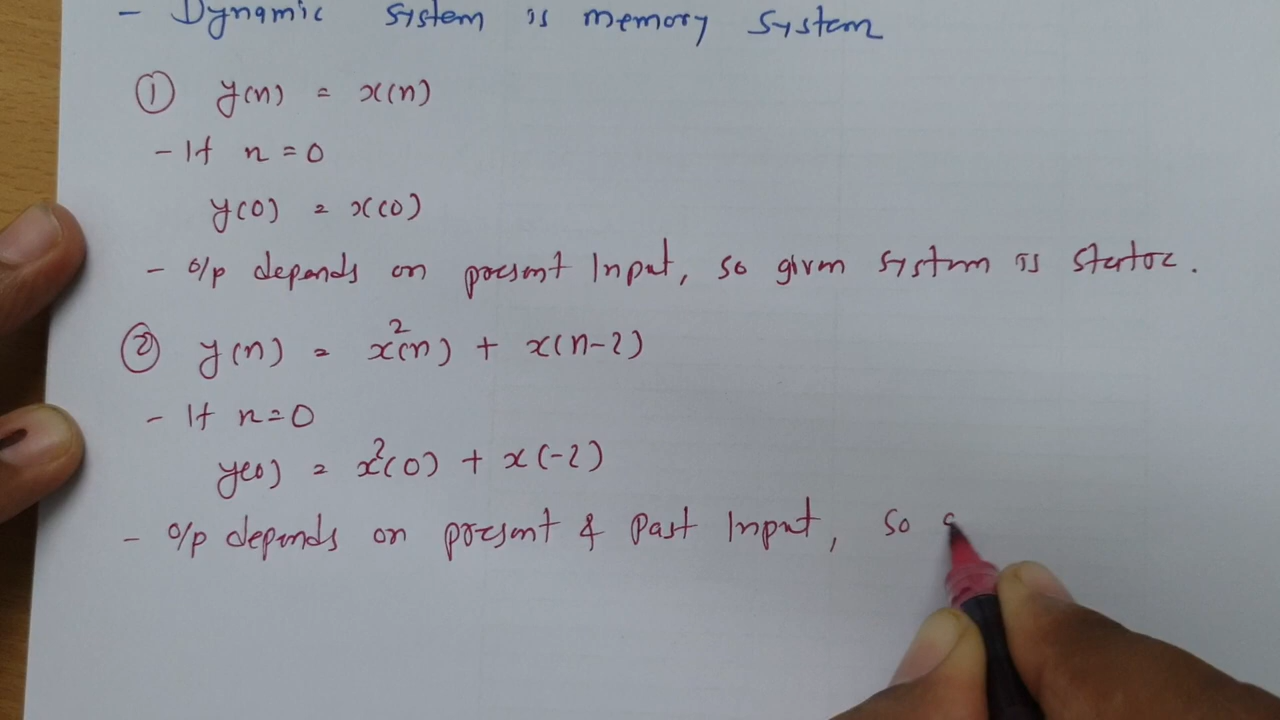 - Dynamic system is memory system
① y(n) = x(n)
- If n = 0
y(0) = x(0)
- o/p depends on present Input, so given system is static.
② y(n) = x²(n) + x(n-2)
- If n=0
y(0) = x²(0) + x(-2)
- o/p depends on present & Past Input, so